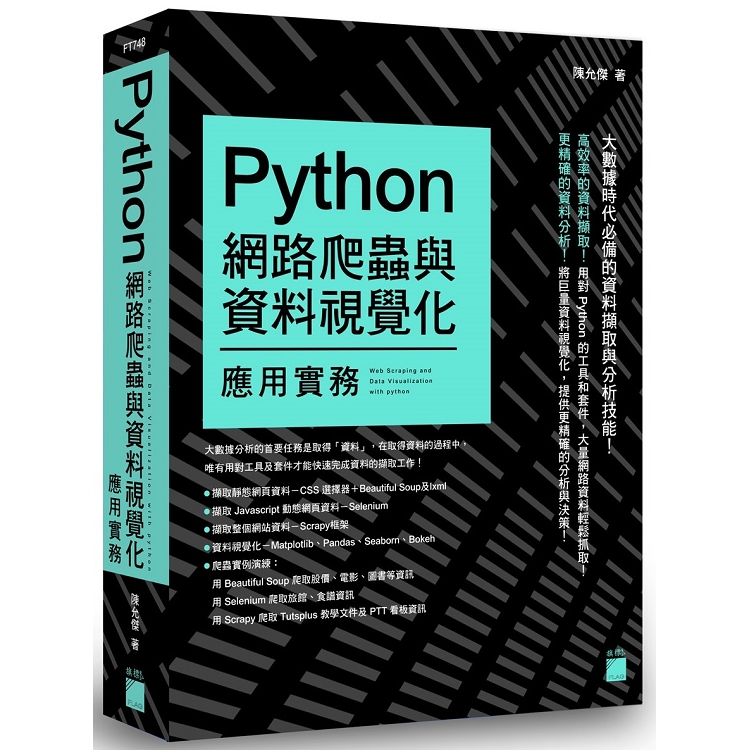 FT748
Python
網路爬蟲與資料視覺化
應用實務
Web Scraping and Data Visualization with python
陳允傑 著
旗標
FLAG
陳允傑 著
大數據時代必備的資料擷取與分析技能！
高效率的資料擷取！用對 Python 的工具和套件，大量網路資料輕鬆抓取！
更精確的資料分析！將巨量資料視覺化，提供更精確的分析與決策！
Python
網路爬蟲與
資料視覺化
應用實務
Web Scraping and
Data Visualization
with python
大數據分析的首要任務是取得「資料」，在取得資料的過程中，
唯有用對工具及套件才能快速完成資料的擷取工作！
●擷取靜態網頁資料－CSS 選擇器＋Beautiful Soup及lxml
●擷取 Javascript 動態網頁資料－Selenium
●擷取整個網站資料－Scrapy框架
●資料視覺化－Matplotlib、Pandas、Seaborn、Bokeh
●爬蟲實例演練：
用 Beautiful Soup 爬取股價、電影、圖書等資訊
用 Selenium 爬取旅館、食譜資訊
用 Scrapy 爬取 Tutsplus 教學文件及 PTT 看板資訊
旗標
FLAG